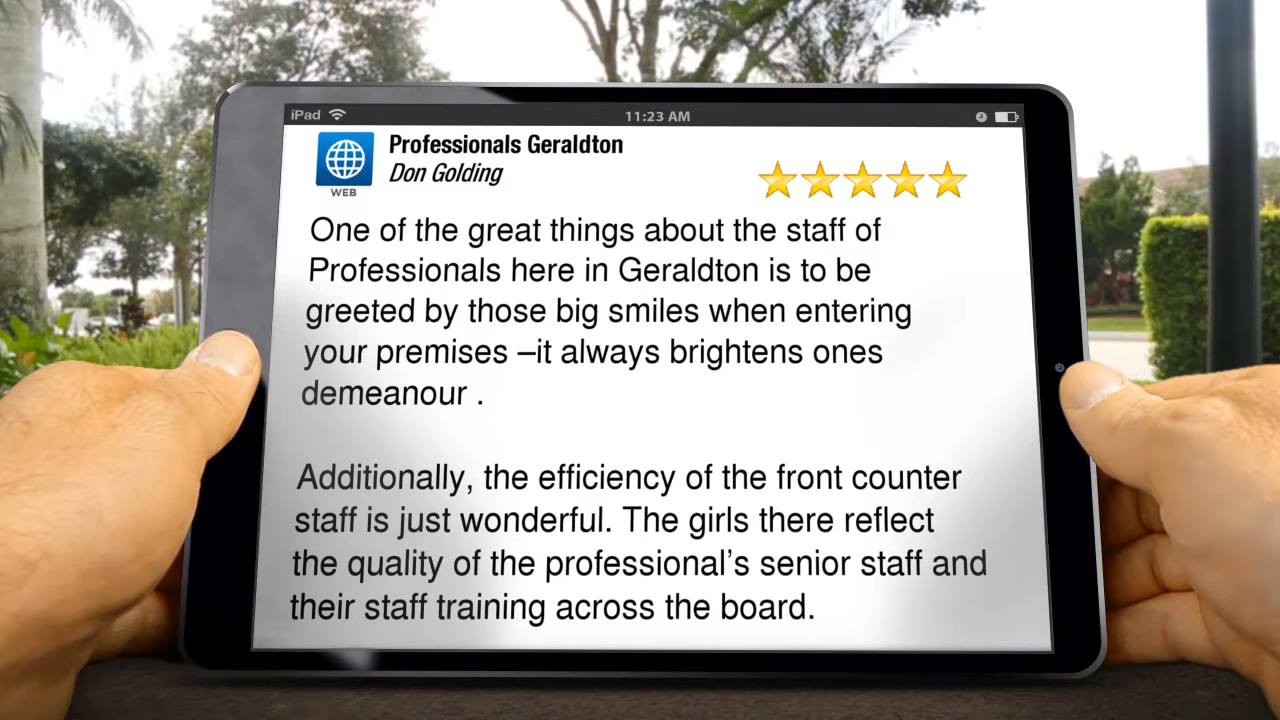 iPad
11:23 AM
Professionals Geraldton
Don Golding
WEB
One of the great things about the staff of
Professionals here in Geraldton is to be
greeted by those big smiles when entering
your premises –it always brightens ones
demeanour .
Additionally, the efficiency of the front counter
staff is just wonderful. The girls there reflect
the quality of the professional’s senior staff and
their staff training across the board.